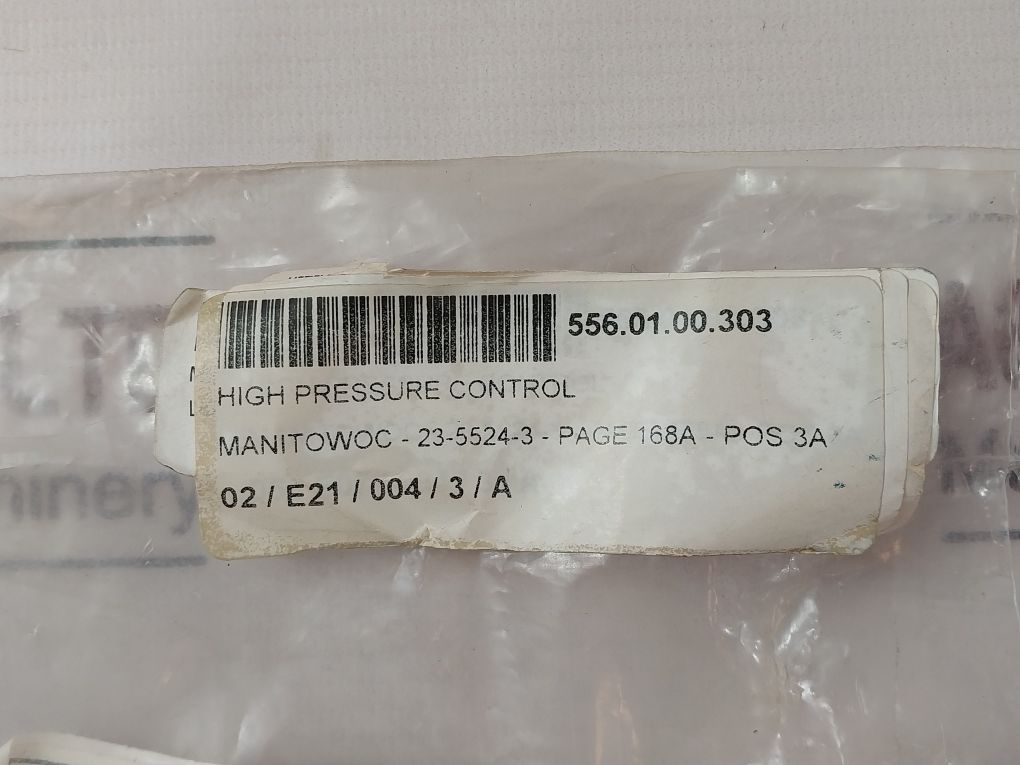 556.01.00.303
HIGH PRESSURE CONTROL
MANITOWOC - 23-5524-3 - PAGE 168A - POS 3A
02 / E21 / 004 / 3 / A
hinery